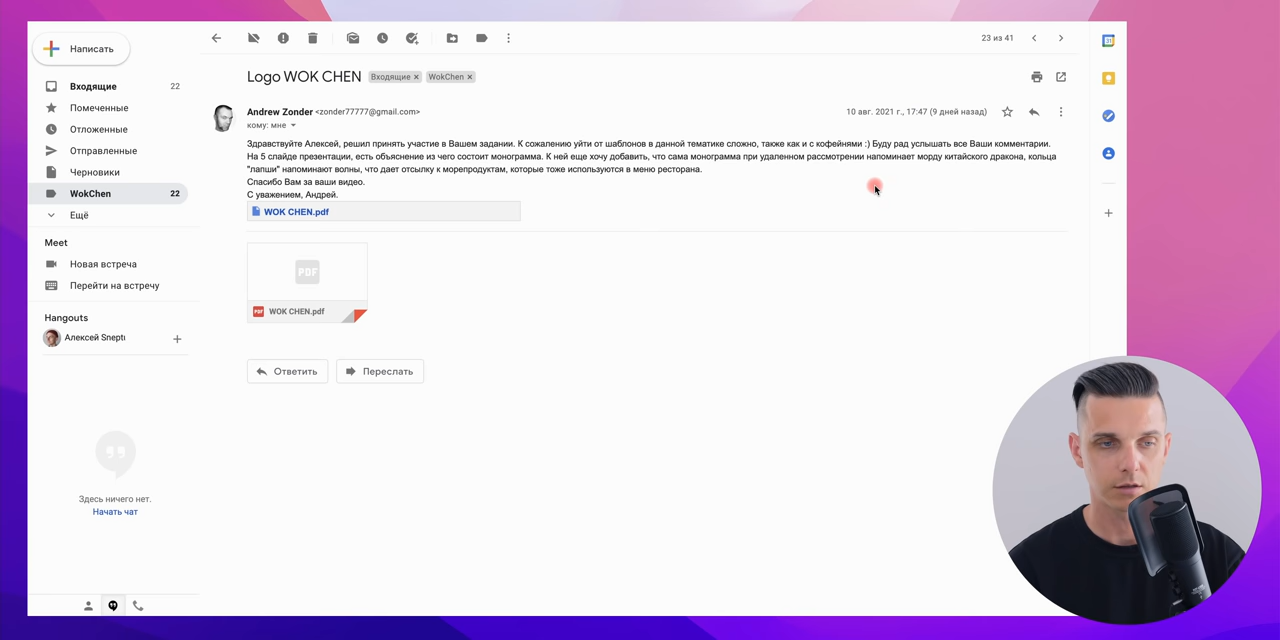 Написать
23 из 41
31
Logo WOK CHEN Входящие × WokChen ×
Входящие 22
Помеченные
Отложенные
Отправленные
Черновики
WokChen 22
Ещё
Andrew Zonder <zonder77777@gmail.com>
10 авг. 2021 г., 17:47 (9 дней назад)
кому: мне
Здравствуйте Алексей, решил принять участие в Вашем задании. К сожалению уйти от шаблонов в данной тематике сложно, также как и с кофейнями :) Буду рад услышать все Ваши комментарии.
На 5 слайде презентации, есть объяснение из чего состоит монограмма. К ней еще хочу добавить, что сама монограмма при удаленном рассмотрении напоминает морду китайского дракона, кольца
"лапши" напоминают волны, что дает отсылку к морепродуктам, которые тоже используются в меню ресторана.
Спасибо Вам за ваши видео.
С уважением, Андрей.
WOK CHEN.pdf
PDF
PDF WOK CHEN.pdf
Ответить
Переслать
Meet
Новая встреча
Перейти на встречу
Hangouts
Алексей Snept
Здесь ничего нет.
Начать чат